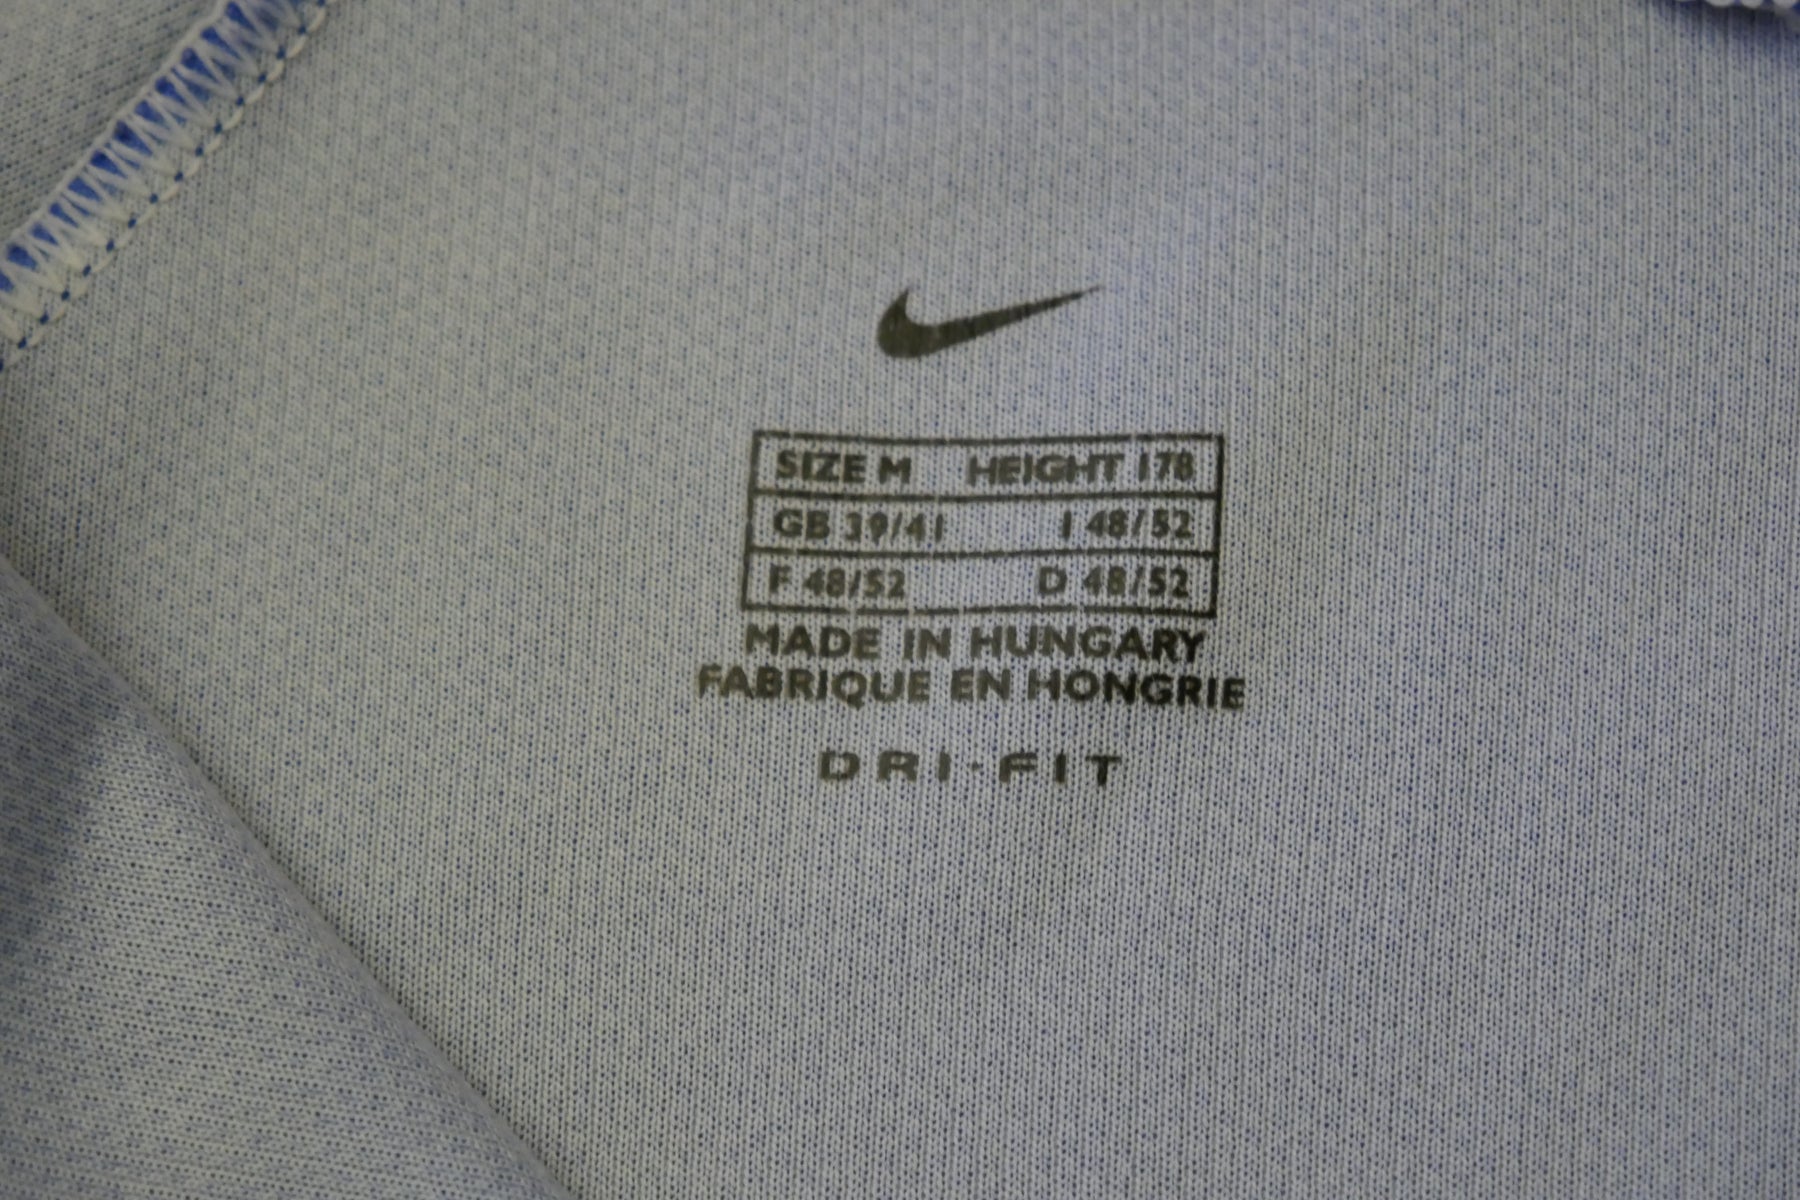 SIZE M HEIGHT 178
GB 39/41 I 48/52
F 48/52 D 48/52
MADE IN HUNGARY
FABRIQUE EN HONGRIE
DRI·FIT